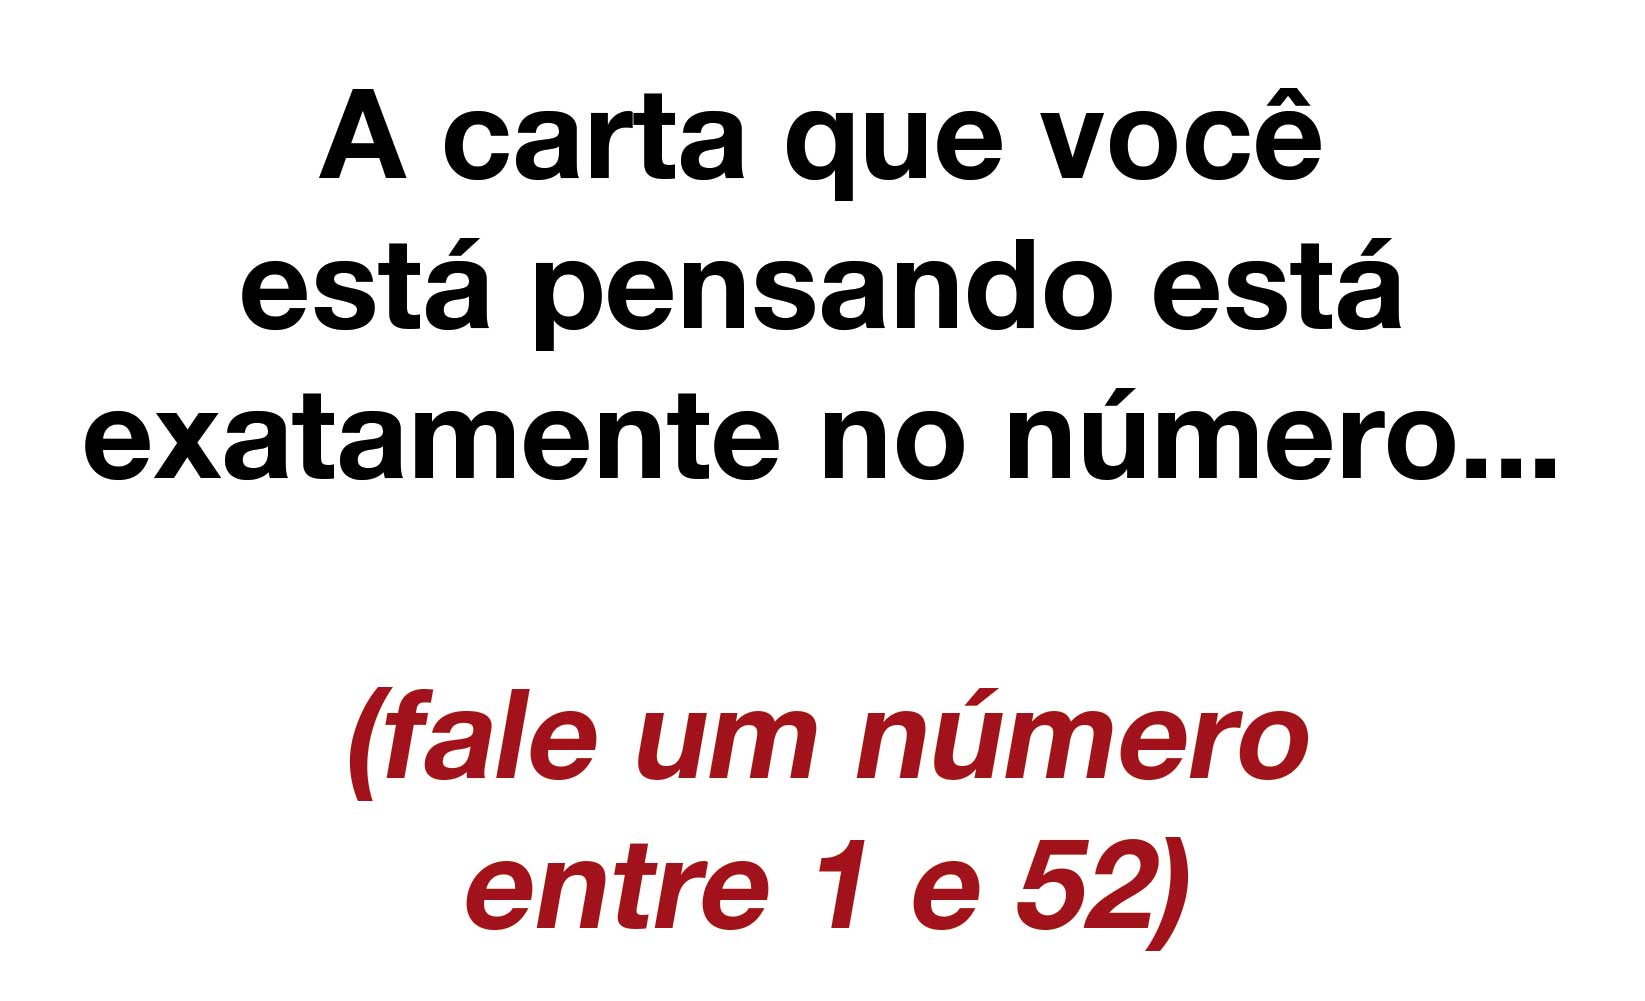 A carta que você
está pensando está
exatamente no número...
(fale um número
entre 1 e 52)